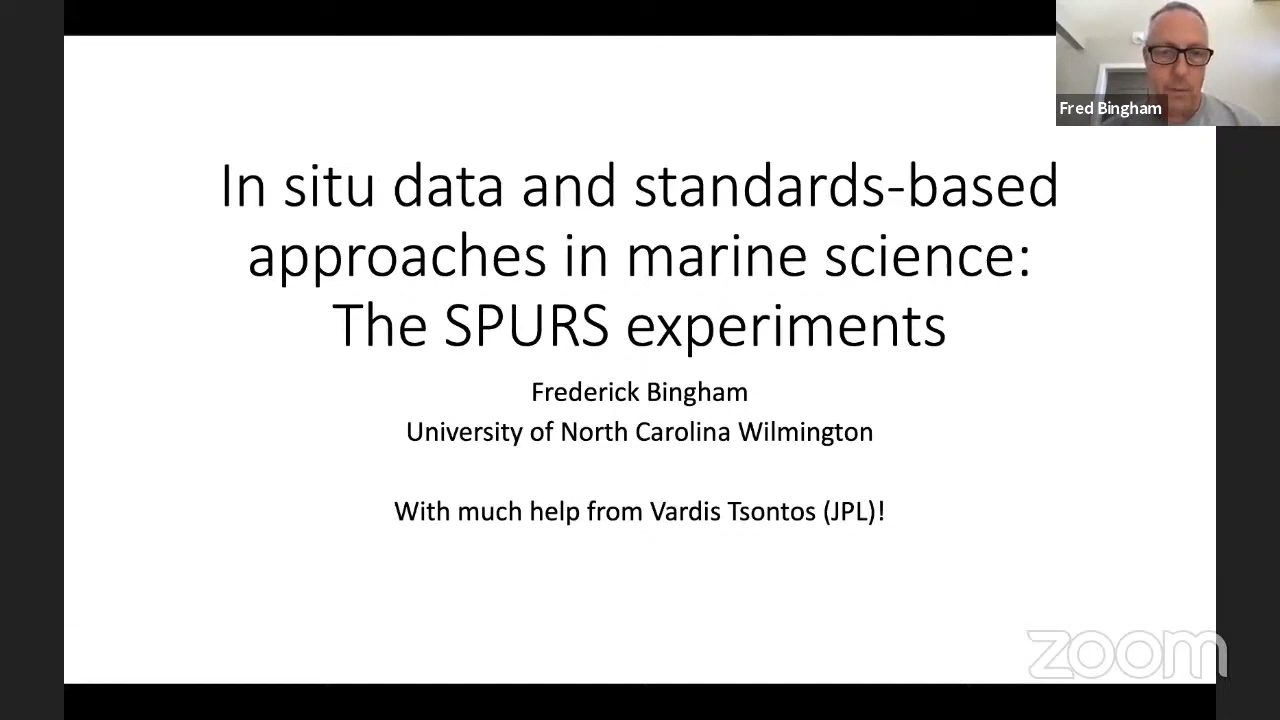 Fred Bingham
In situ data and standards-based
approaches in marine science:
The SPURS experiments
Frederick Bingham
University of North Carolina Wilmington
With much help from Vardis Tsontos (JPL)!
zoom